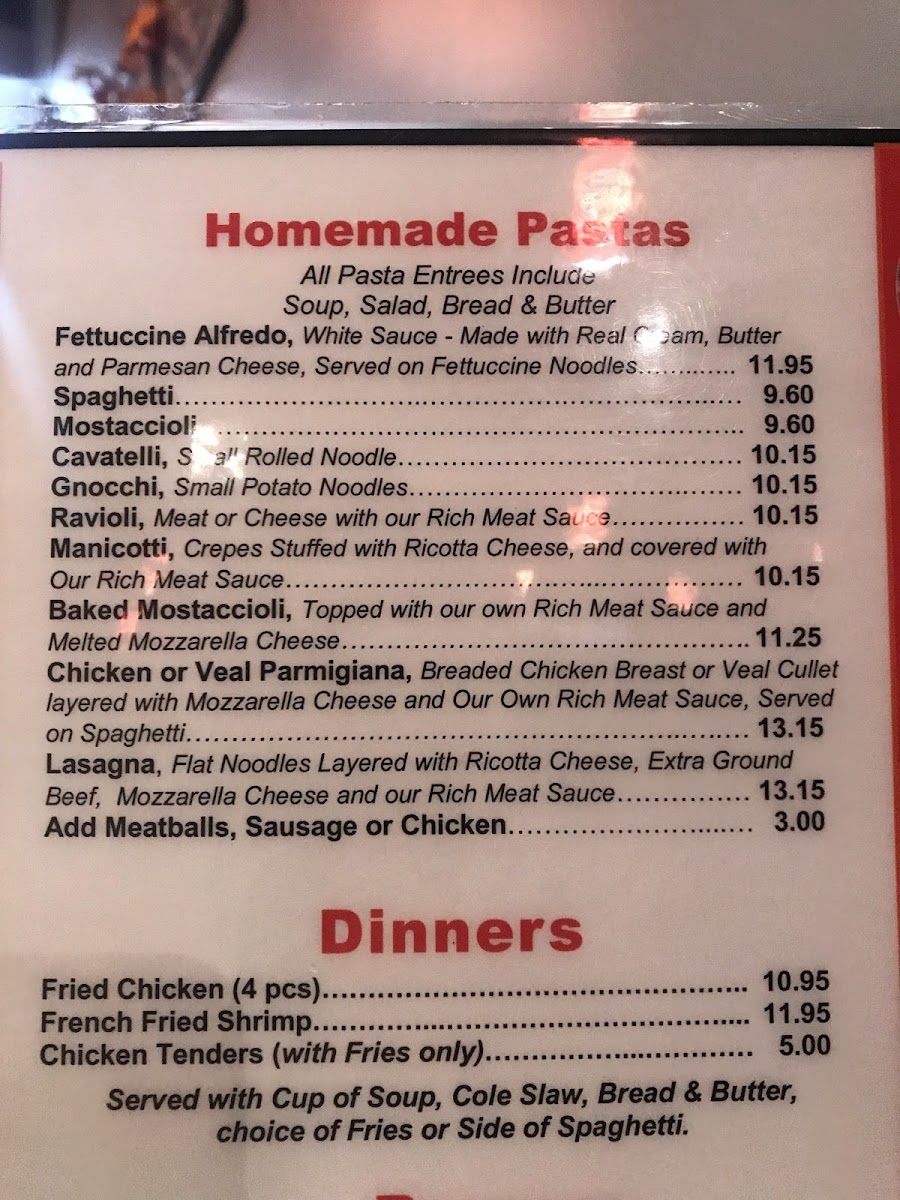 Homemade Pastas
All Pasta Entrees Include
Soup, Salad, Bread & Butter
Fettuccine Alfredo, White Sauce - Made with Real Cream, Butter
and Parmesan Cheese, Served on Fettuccine Noodles............ 11.95
Spaghetti............................................................ 9.60
Mostaccioli.......................................................... 9.60
Cavatelli, Small Rolled Noodle...................................... 10.15
Gnocchi, Small Potato Noodles..................................... 10.15
Ravioli, Meat or Cheese with our Rich Meat Sauce............... 10.15
Manicotti, Crepes Stuffed with Ricotta Cheese, and covered with
Our Rich Meat Sauce................................................ 10.15
Baked Mostaccioli, Topped with our own Rich Meat Sauce and
Melted Mozzarella Cheese.......................................... 11.25
Chicken or Veal Parmigiana, Breaded Chicken Breast or Veal Cullet
layered with Mozzarella Cheese and Our Own Rich Meat Sauce, Served
on Spaghetti......................................................... 13.15
Lasagna, Flat Noodles Layered with Ricotta Cheese, Extra Ground
Beef, Mozzarella Cheese and our Rich Meat Sauce............... 13.15
Add Meatballs, Sausage or Chicken............................ 3.00
Dinners
Fried Chicken (4 pcs)............................................... 10.95
French Fried Shrimp................................................ 11.95
Chicken Tenders (with Fries only)............................... 5.00
Served with Cup of Soup, Cole Slaw, Bread & Butter,
choice of Fries or Side of Spaghetti.